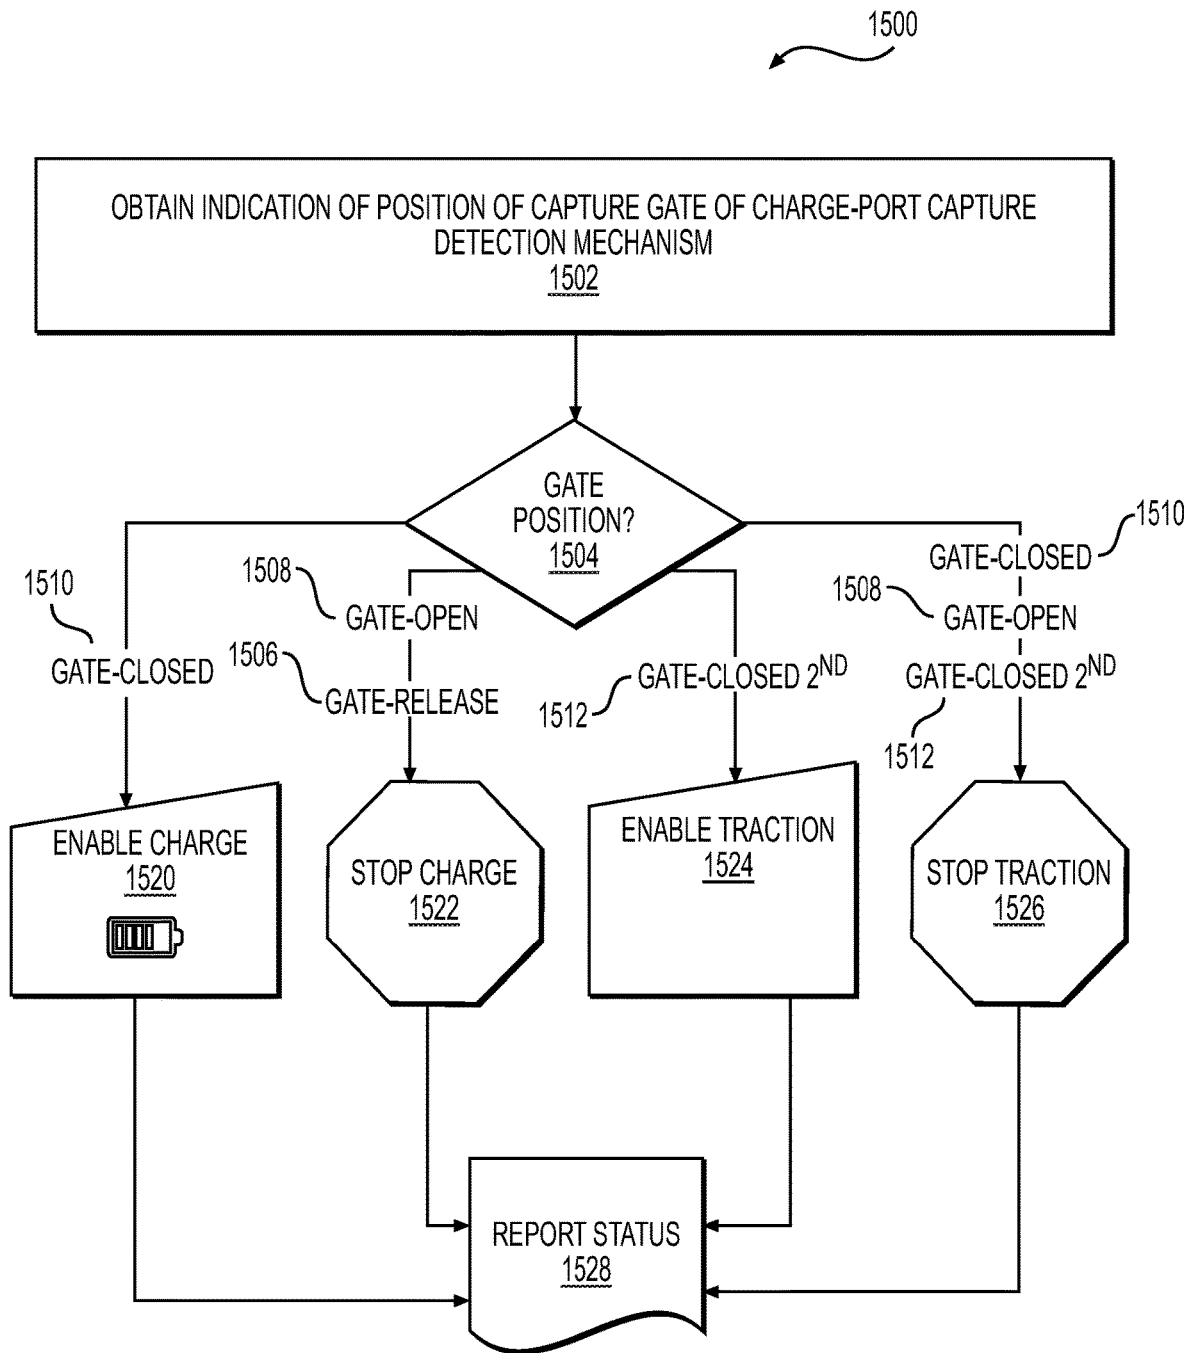 1500
OBTAIN INDICATION OF POSITION OF CAPTURE GATE OF CHARGE-PORT CAPTURE
DETECTION MECHANISM
1502
GATE
POSITION?
1504
1510
GATE-CLOSED
1508
GATE-OPEN
1506
GATE-RELEASE
GATE-CLOSED 2ND
1512
GATE-CLOSED
1510
1508
GATE-OPEN
GATE-CLOSED 2ND
1512
ENABLE CHARGE
1520
STOP CHARGE
1522
ENABLE TRACTION
1524
STOP TRACTION
1526
REPORT STATUS
1528